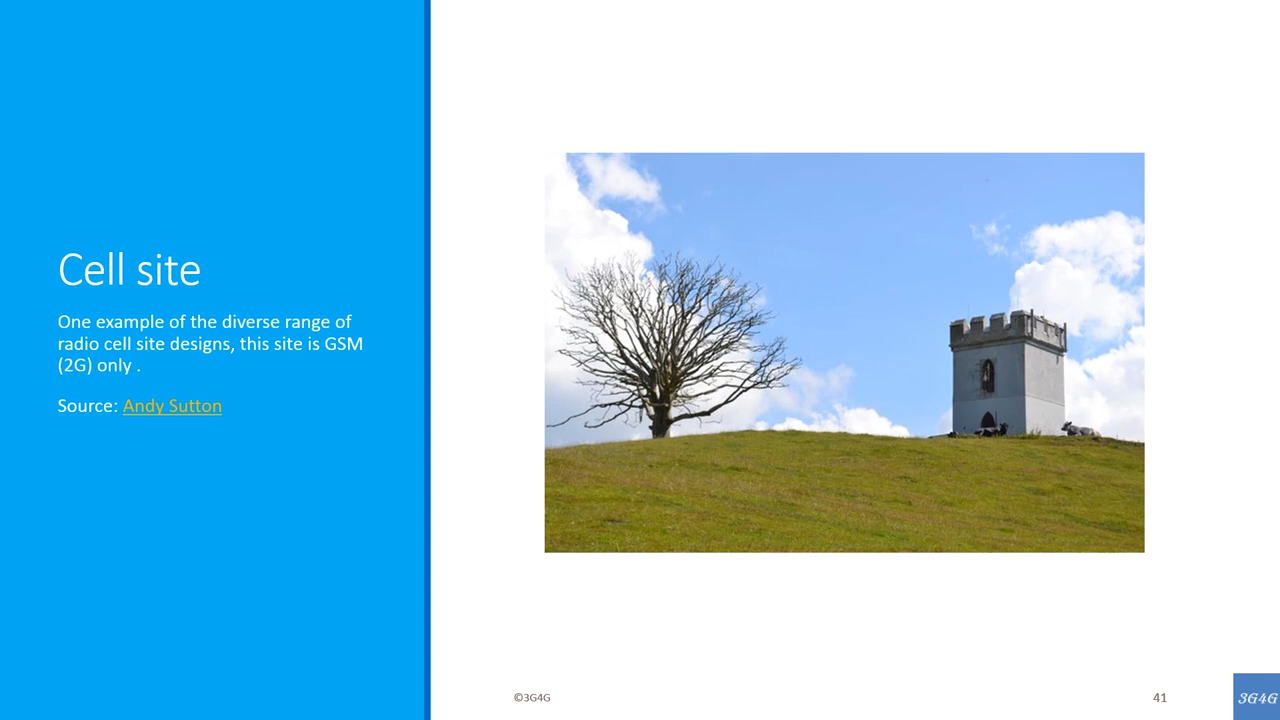 Cell site
One example of the diverse range of
radio cell site designs, this site is GSM
(2G) only .
Source: Andy Sutton
©3G4G
41
3G4G